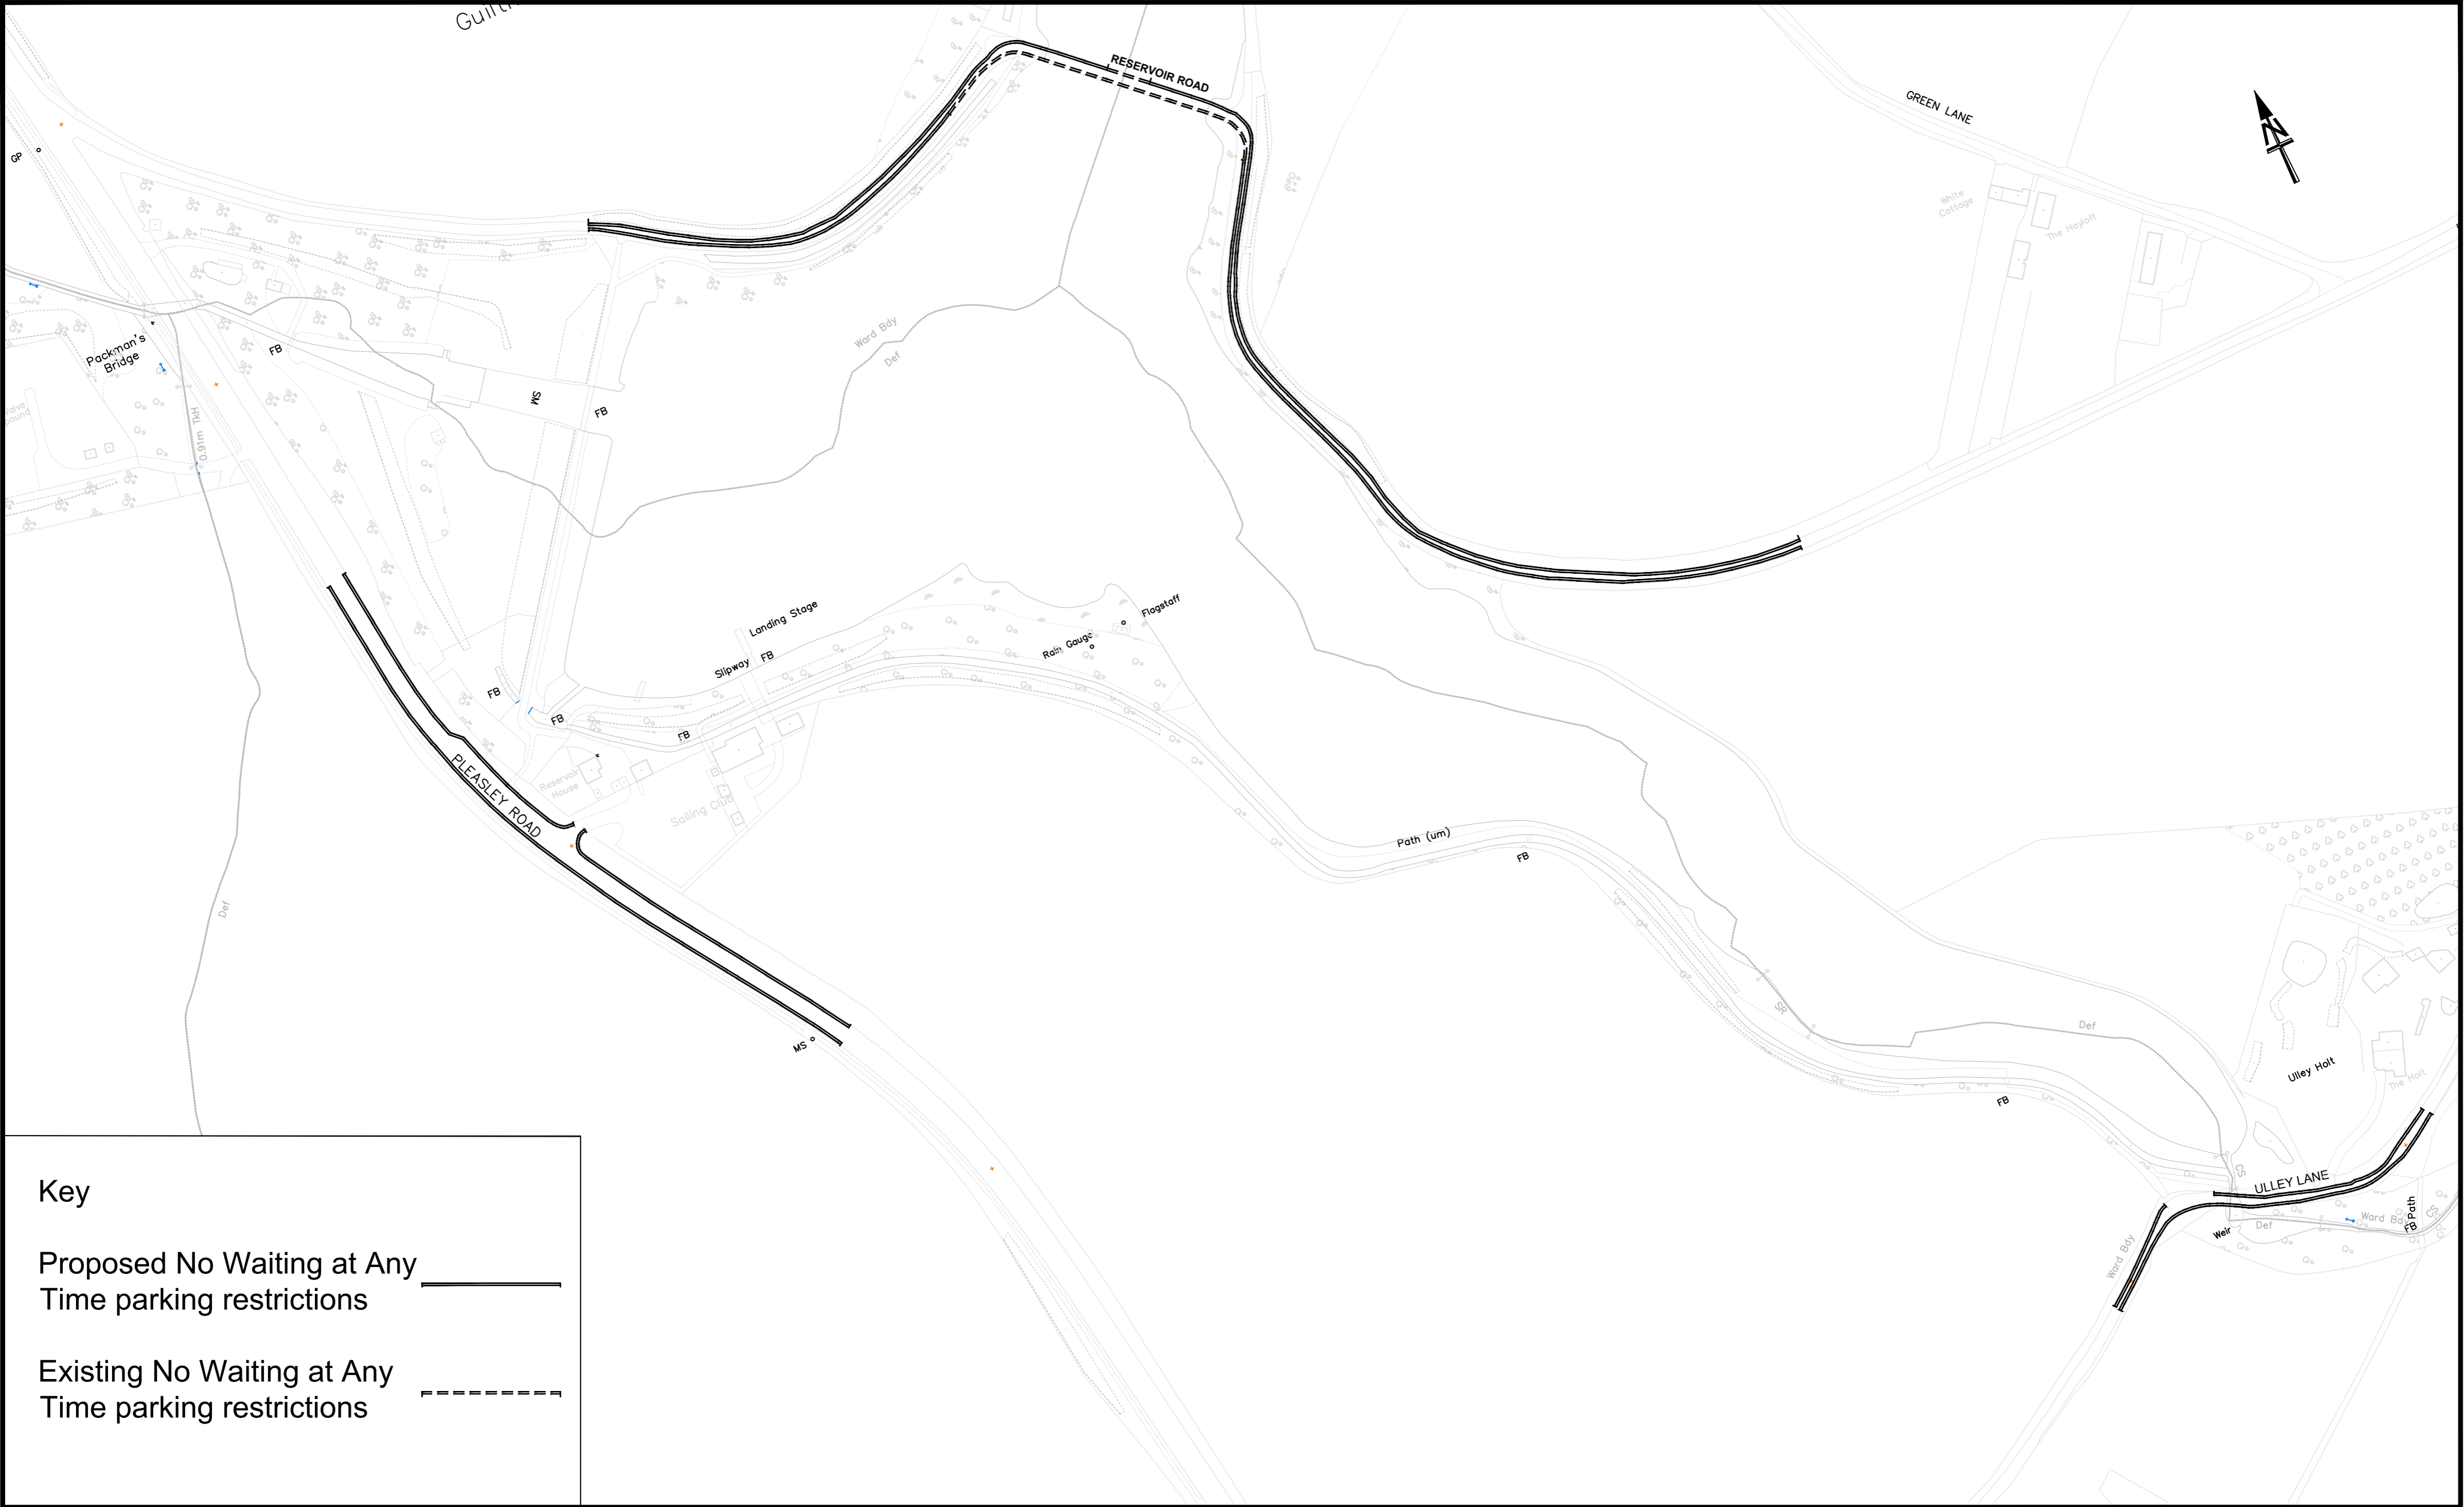 RESERVOIR ROAD
GREEN LANE
N
GP
White
Cottage
The Hayloft
Packman's
Bridge
FB
Ward Bdy
Def
SM
FB
0.91m TkH
Landing Stage
Flagstaff
Rain Gauge
Slipway
FB
FB
FB
FB
Reservoir
House
Sailing Club
PLEASLEY ROAD
Path (um)
FB
Def
MS
SR
Def
Ulley Holt
The Holt
FB
CS
ULLEY LANE
Path
CS
Ward Bdy
FB
Def
Weir
Ward Bdy
Key
Proposed No Waiting at Any
Time parking restrictions
Existing No Waiting at Any
Time parking restrictions